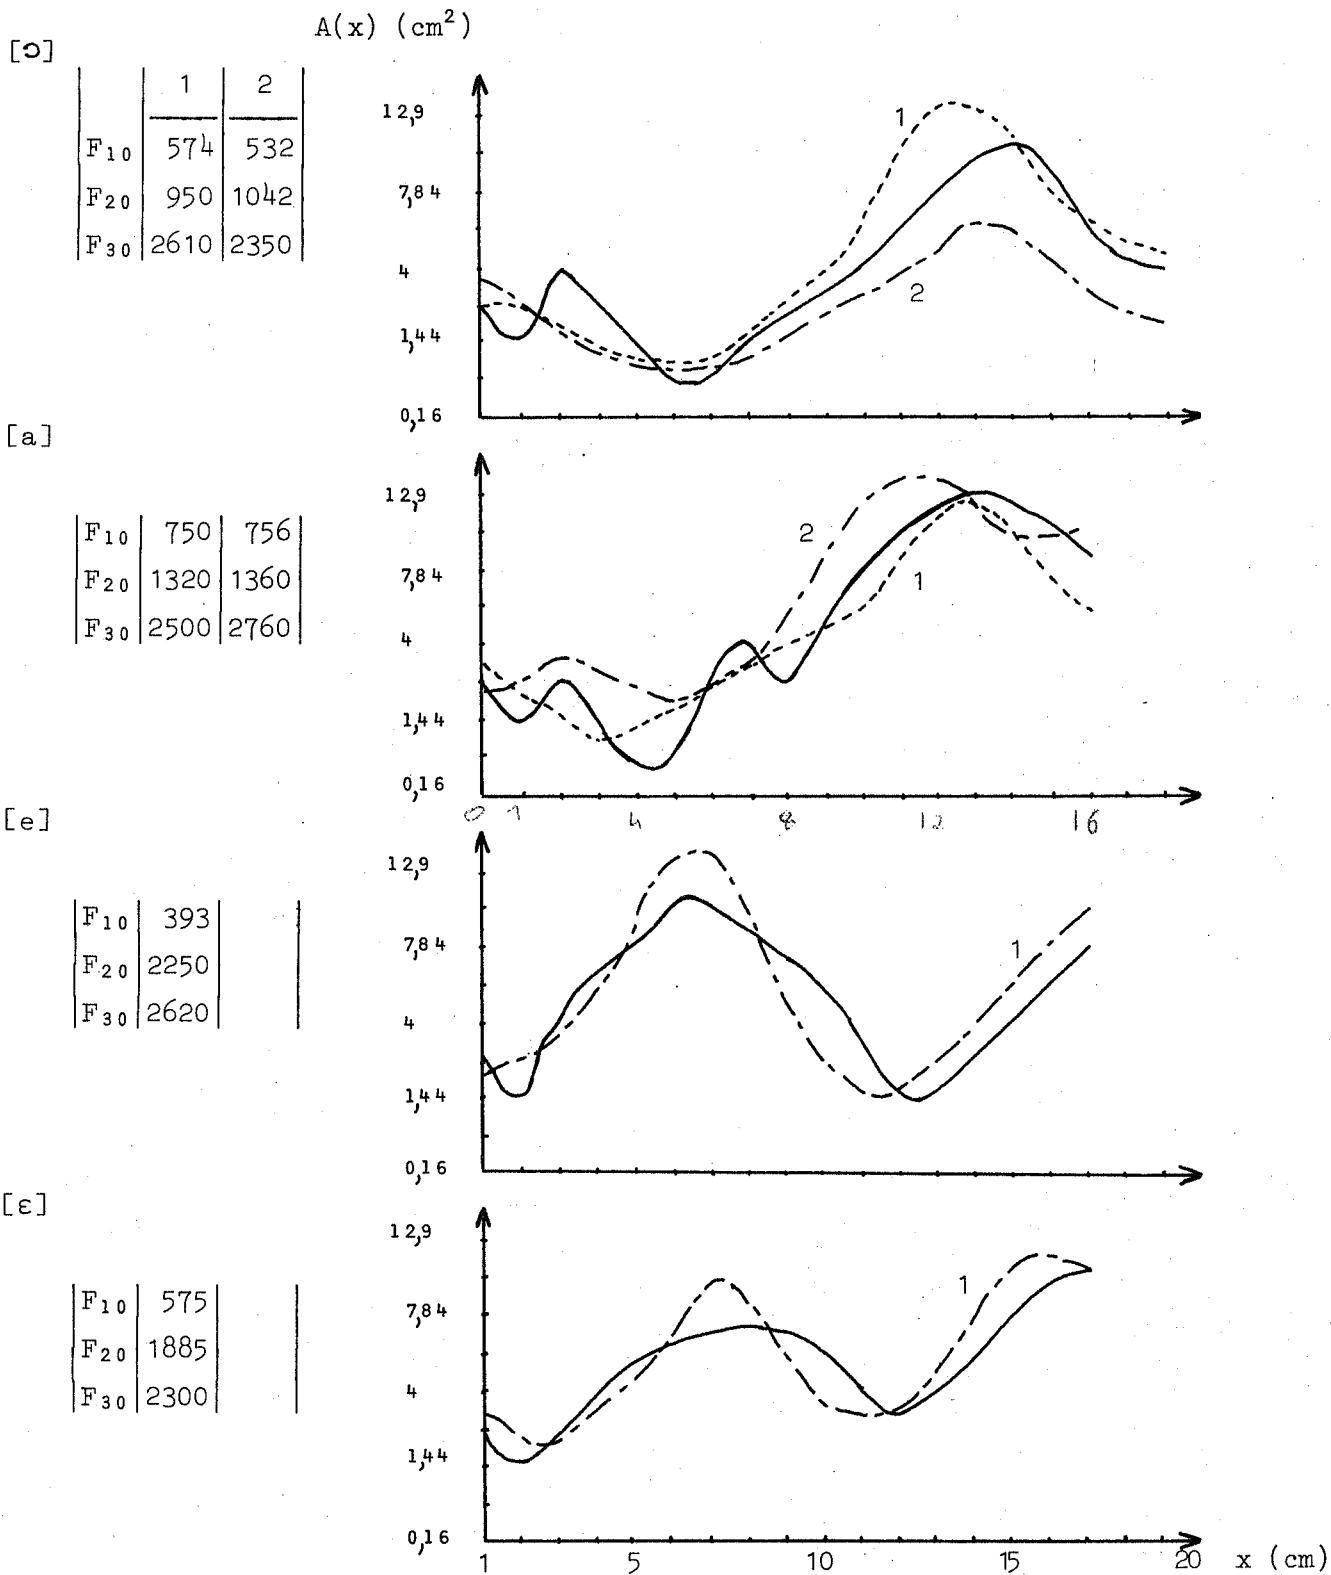 A(x) (cm²)
[ɔ]
1 2
F₁₀ 574 532
F₂₀ 950 1042
F₃₀ 2610 2350
12,9
7,84
4
1,44
0,16
1
2
[a]
F₁₀ 750 756
F₂₀ 1320 1360
F₃₀ 2500 2760
12,9
7,84
4
1,44
0,16
2
1
0 1 4 8 12 16
[e]
F₁₀ 393
F₂₀ 2250
F₃₀ 2620
12,9
7,84
4
1,44
0,16
1
[ɛ]
F₁₀ 575
F₂₀ 1885
F₃₀ 2300
12,9
7,84
4
1,44
0,16
1
1 5 10 15 20 x (cm)